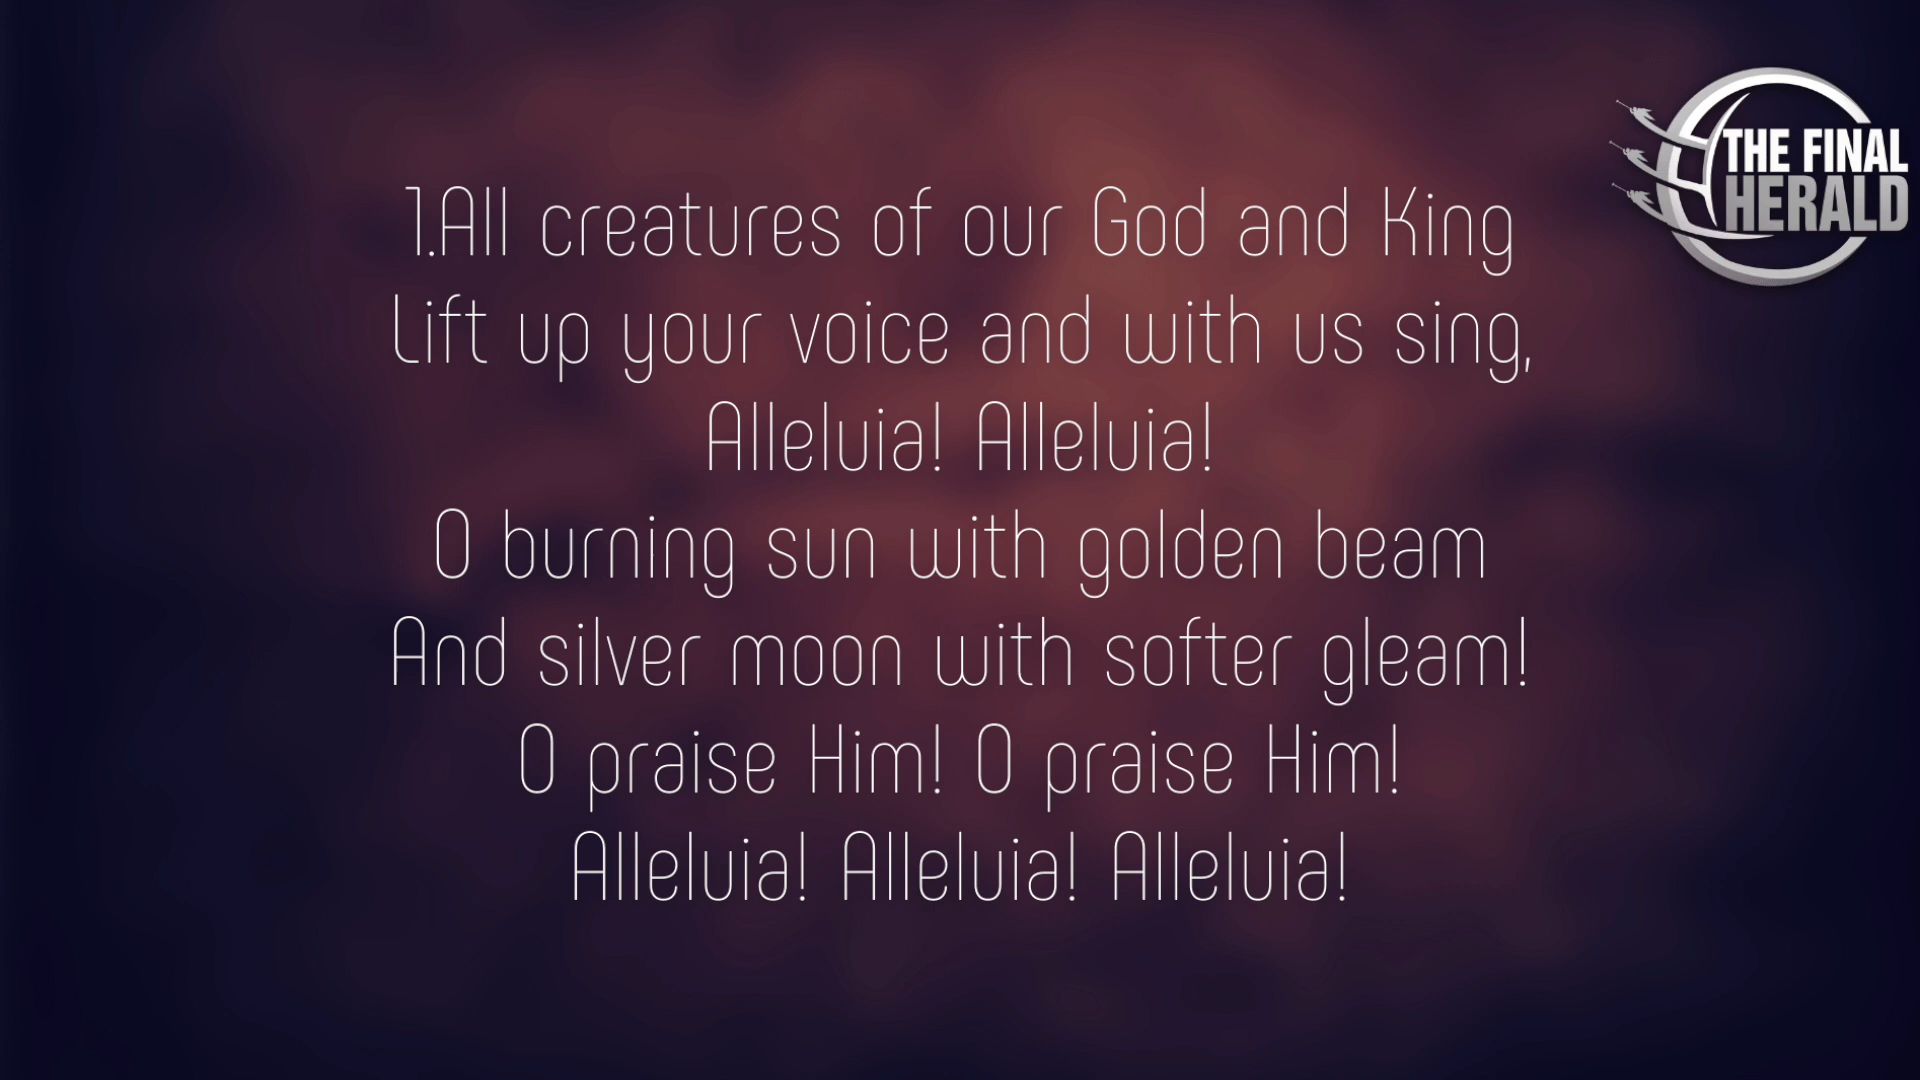 1.All creatures of our God and King
Lift up your voice and with us sing,
Alleluia! Alleluia!
O burning sun with golden beam
And silver moon with softer gleam!
O praise Him! O praise Him!
Alleluia! Alleluia! Alleluia!
THE FINAL
HERALD